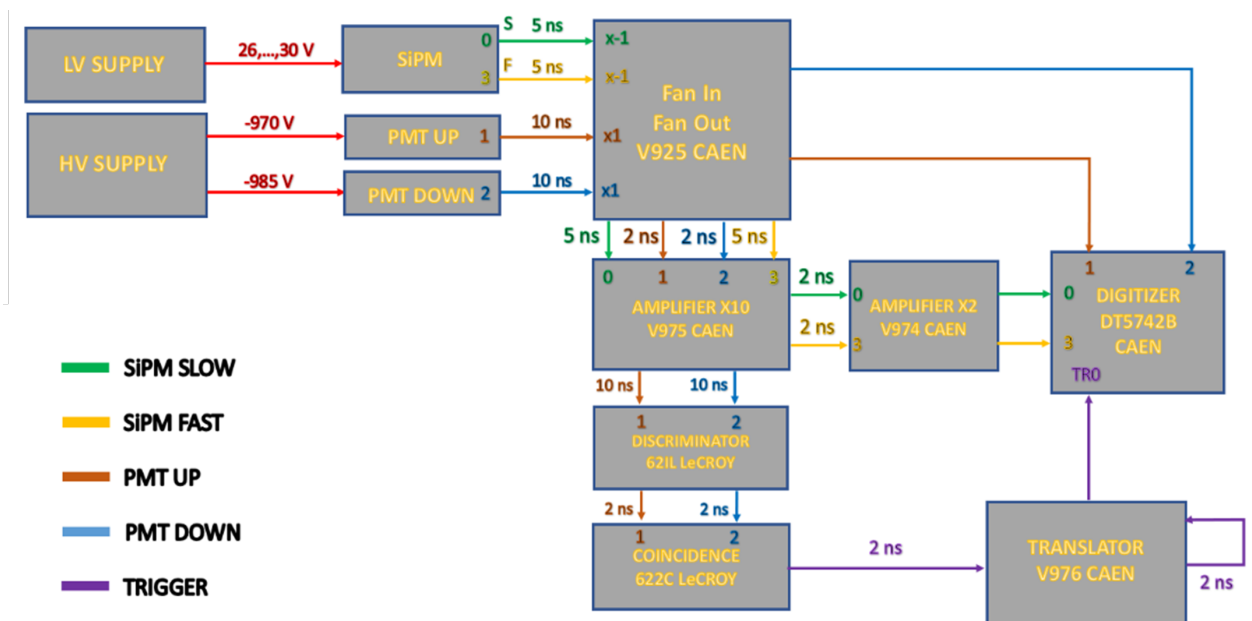 LV SUPPLY
26,...,30 V
SiPM
0
S
5 ns
3
F
5 ns
x-1
x-1
Fan In
Fan Out
V925 CAEN
HV SUPPLY
-970 V
PMT UP
1
10 ns
x1
-985 V
PMT DOWN
2
10 ns
x1
5 ns
2 ns
2 ns
5 ns
0
1
2
3
AMPLIFIER X10
V975 CAEN
2 ns
2 ns
0
3
AMPLIFIER X2
V974 CAEN
1
2
0
3
DIGITIZER
DT5742B
CAEN
TR0
10 ns
10 ns
1
2
DISCRIMINATOR
62IL LeCROY
2 ns
2 ns
1
2
COINCIDENCE
622C LeCROY
2 ns
TRANSLATOR
V976 CAEN
2 ns
SiPM SLOW
SiPM FAST
PMT UP
PMT DOWN
TRIGGER